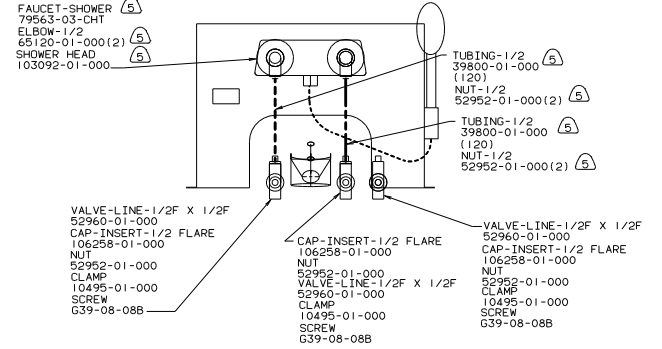 FAUCET-SHOWER 5
79563-03-CHT
ELBOW-1/2 5
65120-01-000(2)
SHOWER HEAD 5
103092-01-000
TUBING-1/2 5
39800-01-000
(120)
NUT-1/2
52952-01-000(2) 5
TUBING-1/2 5
39800-01-000
(120)
NUT-1/2
52952-01-000(2) 5
VALVE-LINE-1/2F X 1/2F
52960-01-000
CAP-INSERT-1/2 FLARE
106258-01-000
NUT
52952-01-000
CLAMP
10495-01-000
SCREW
G39-08-08B
CAP-INSERT-1/2 FLARE
106258-01-000
NUT
52952-01-000
VALVE-LINE-1/2F X 1/2F
52960-01-000
CLAMP
10495-01-000
SCREW
G39-08-08B
VALVE-LINE-1/2F X 1/2F
52960-01-000
CAP-INSERT-1/2 FLARE
106258-01-000
NUT
52952-01-000
CLAMP
10495-01-000
SCREW
G39-08-08B